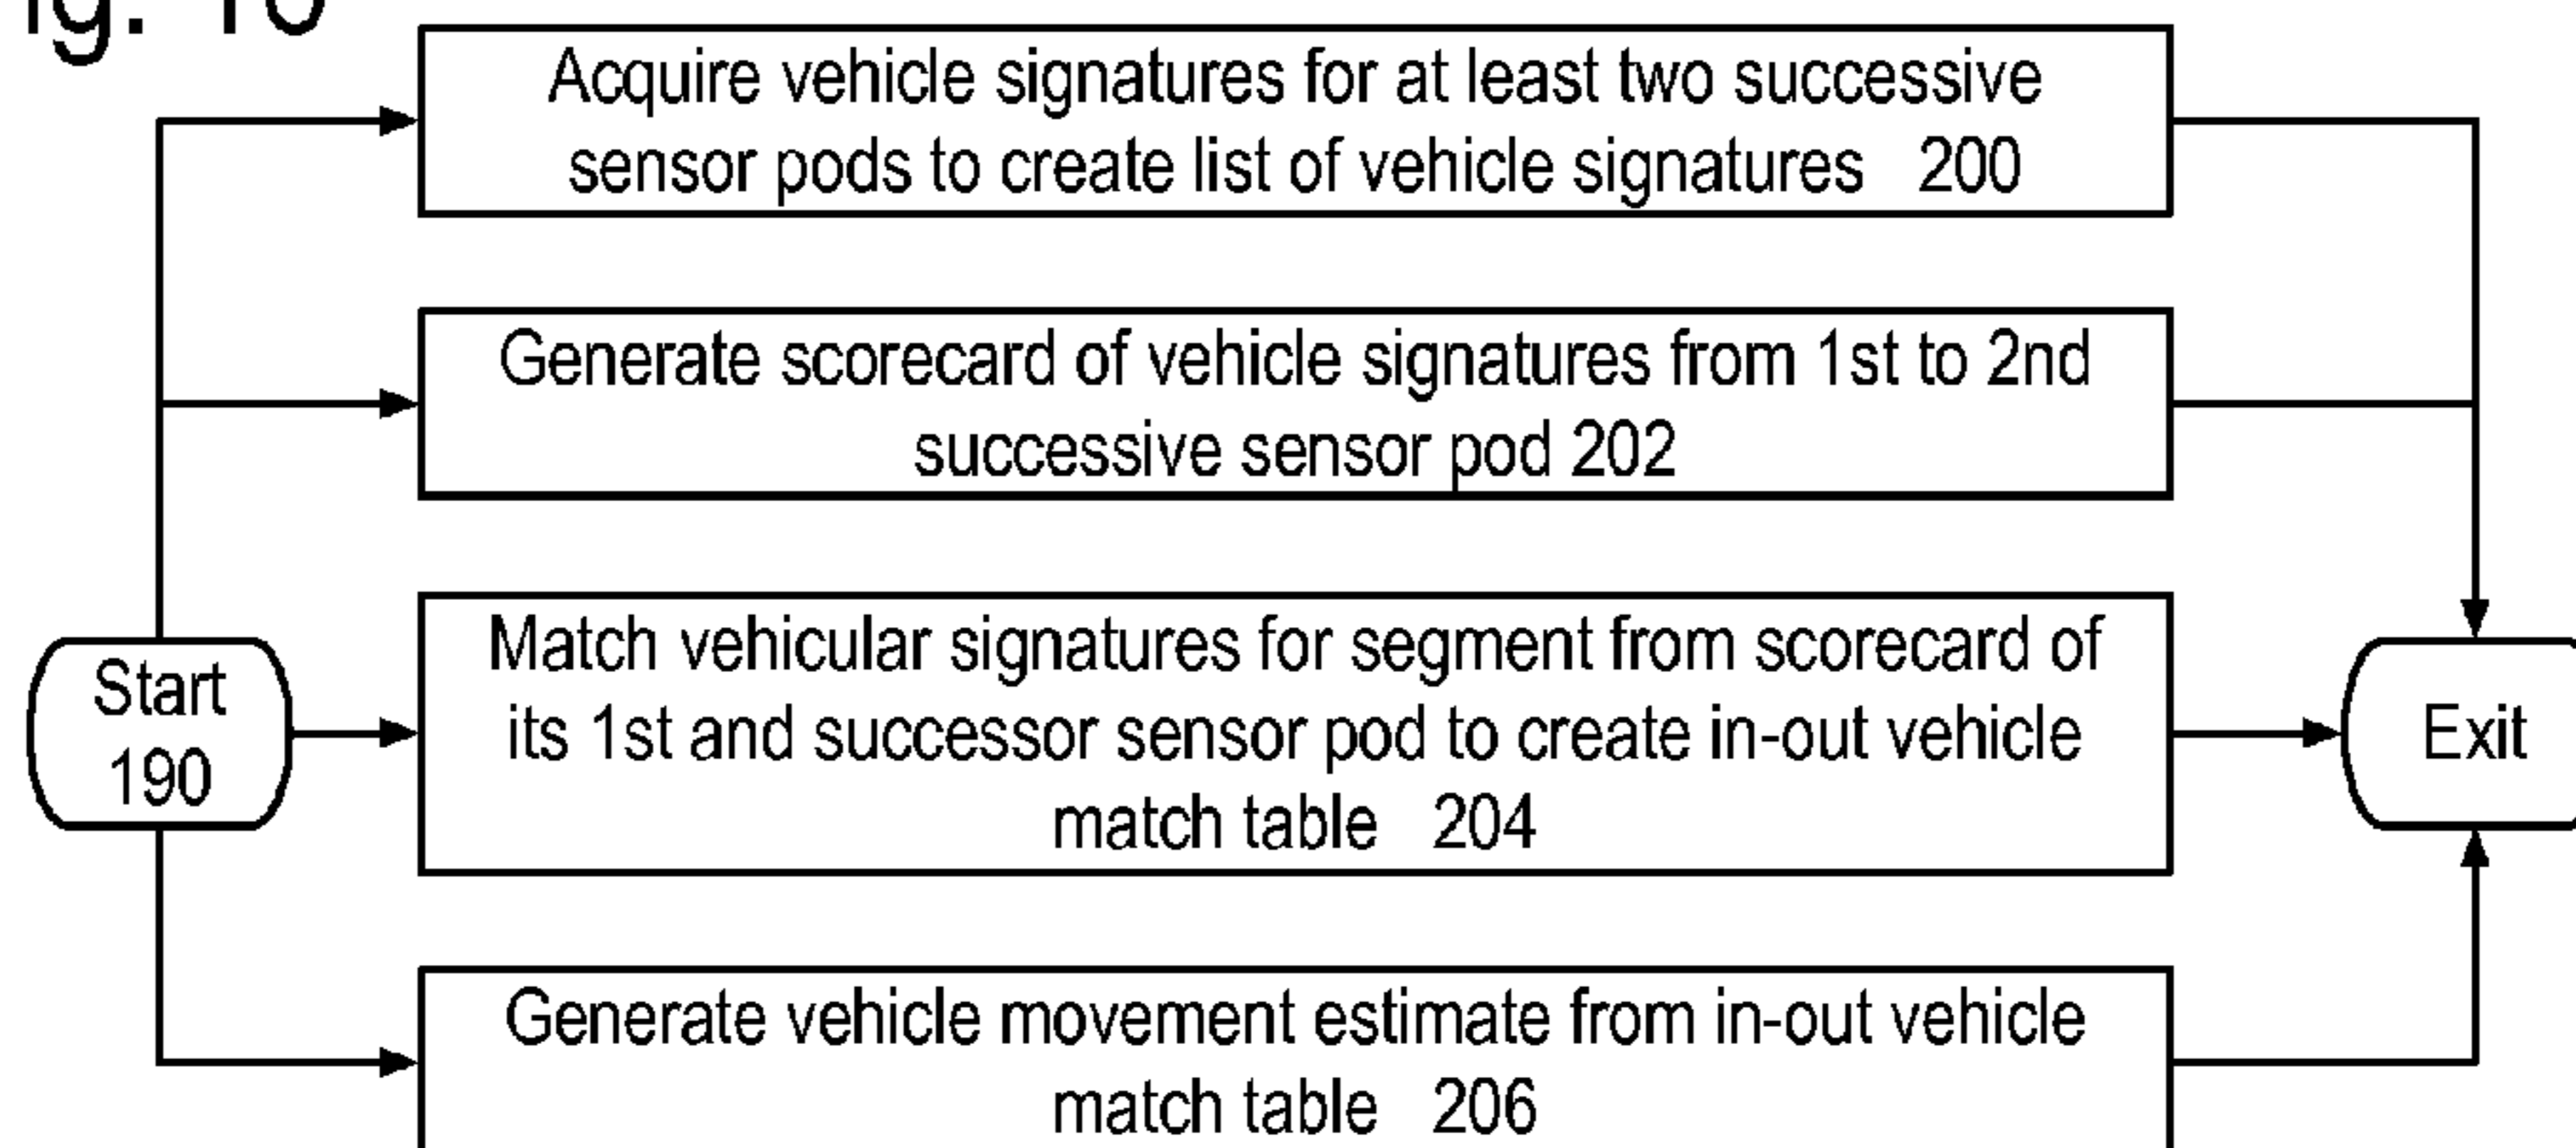 ig. 10
Acquire vehicle signatures for at least two successive
sensor pods to create list of vehicle signatures 200
Generate scorecard of vehicle signatures from 1st to 2nd
successive sensor pod 202
Match vehicular signatures for segment from scorecard of
its 1st and successor sensor pod to create in-out vehicle
match table 204
Start
190
Exit
Generate vehicle movement estimate from in-out vehicle
match table 206